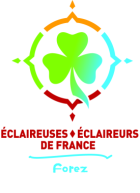 ÉCLAIREUSES ♦ ÉCLAIREURS
DE FRANCE
Forez